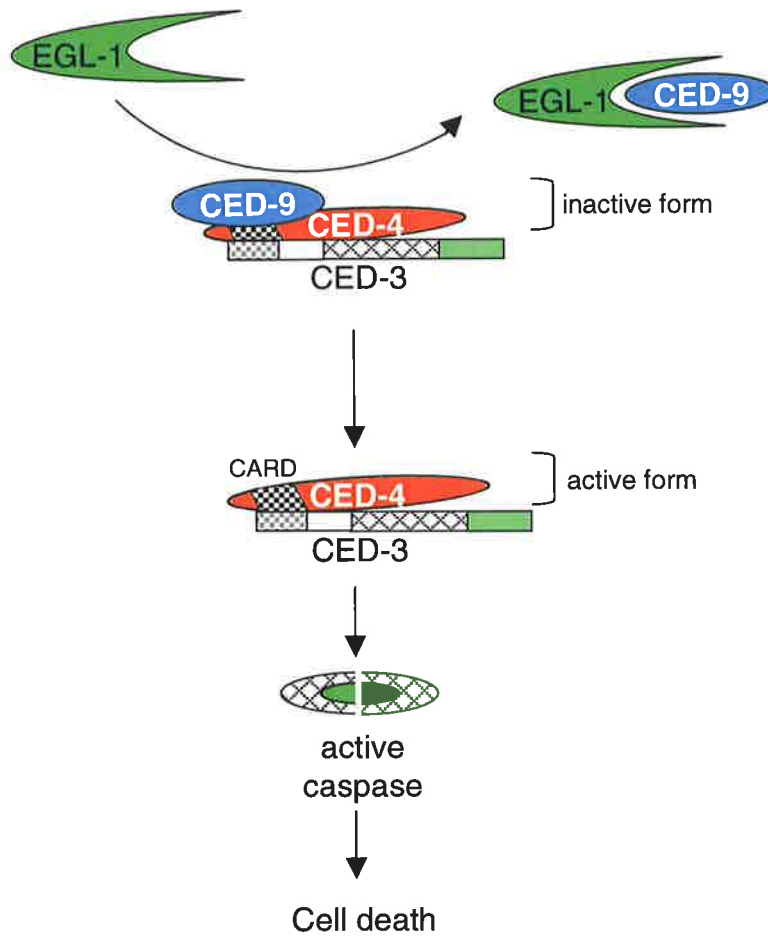 EGL-1
EGL-1 CED-9
CED-9
CED-4
inactive form
CED-3
CARD
CED-4
active form
CED-3
active
caspase
Cell death